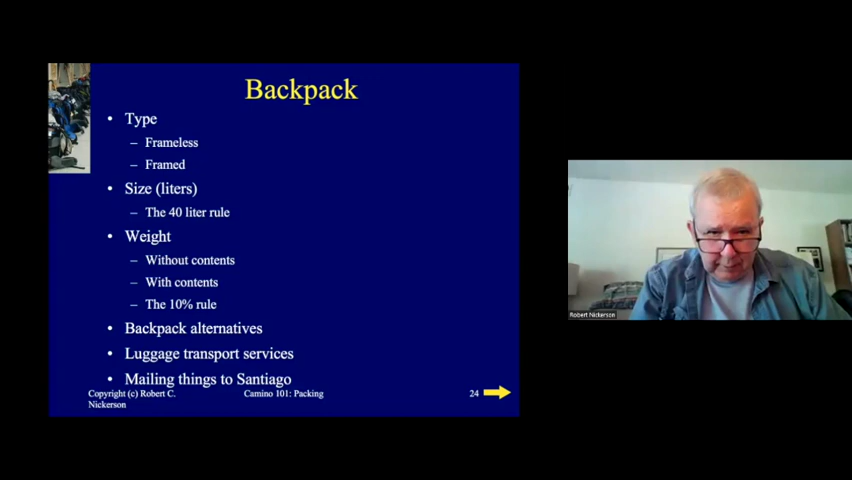 Backpack
• Type
– Frameless
– Framed
• Size (liters)
– The 40 liter rule
• Weight
– Without contents
– With contents
– The 10% rule
• Backpack alternatives
• Luggage transport services
• Mailing things to Santiago
Copyright (c) Robert C.
Nickerson
Camino 101: Packing
24
Robert Nickerson